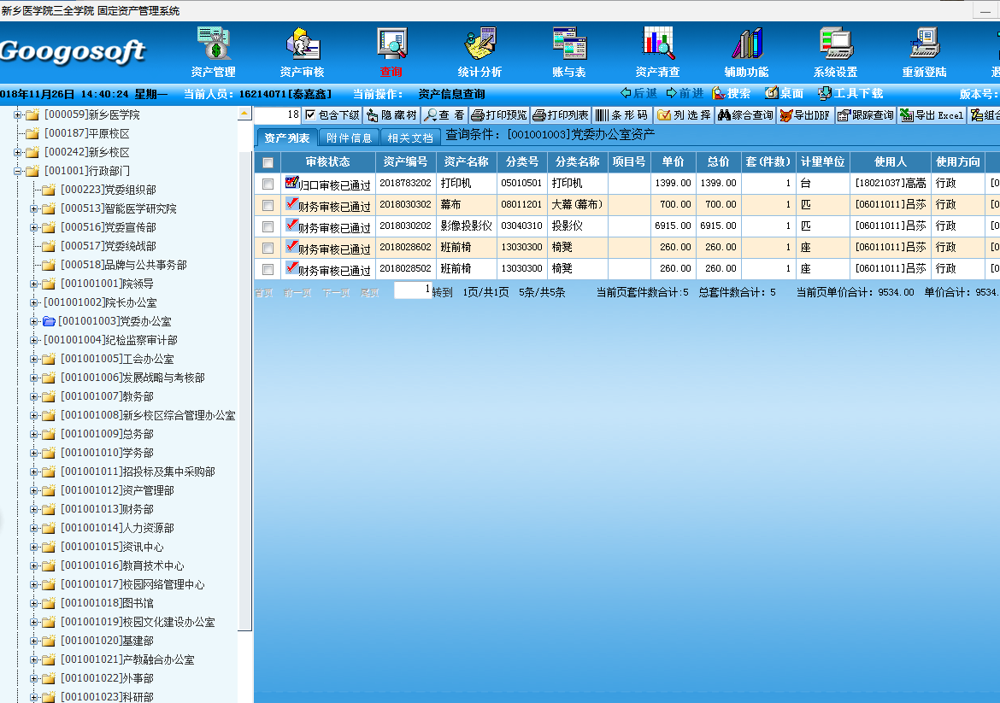 新乡医学院三全学院 固定资产管理系统
Googosoft
资产管理 资产审核 查询 统计分析 账与表 资产清查 辅助功能 系统设置 重新登陆
018年11月26日 14:40:24 星期一 当前人员：16214071[秦嘉鑫] 当前操作： 资产信息查询 后退 前进 搜索 桌面 工具下载 版本号:
18 包含下级 隐藏树 查看 打印预览 打印列表 条形码 列选择 综合查询 导出DBF 跟踪查询 导出Excel 组合
资产列表 附件信息 相关文档 查询条件：[001001003]党委办公室资产
审核状态 资产编号 资产名称 分类号 分类名称 项目号 单价 总价 套(件数) 计量单位 使用人 使用方向
归口审核已通过 2018783202 打印机 05010501 打印机 1399.00 1399.00 1 台 [18021037]高嵩 行政 [0
财务审核已通过 2018030302 幕布 08011201 大幕(幕布) 700.00 700.00 1 匹 [06011011]吕莎 行政 [0
财务审核已通过 2018030202 影像投影仪 03040310 投影仪 6915.00 6915.00 1 匹 [06011011]吕莎 行政 [0
财务审核已通过 2018028602 班前椅 13030300 椅凳 260.00 260.00 1 座 [06011011]吕莎 行政 [0
财务审核已通过 2018028502 班前椅 13030300 椅凳 260.00 260.00 1 座 [06011011]吕莎 行政 [0
首页 前一页 下一页 尾页 1 转到 1页/共1页 5条/共5条 当前页套件数合计:5 总套件数合计：5 当前页单价合计：9534.00 单价合计：9534.
[000059]新乡医学院
[000187]平原校区
[000242]新乡校区
[001001]行政部门
[000223]党委组织部
[000513]智能医学研究院
[000516]党委宣传部
[000517]党委统战部
[000518]品牌与公共事务部
[001001001]院领导
[001001002]院长办公室
[001001003]党委办公室
[001001004]纪检监察审计部
[001001005]工会办公室
[001001006]发展战略与考核部
[001001007]教务部
[001001008]新乡校区综合管理办公室
[001001009]总务部
[001001010]学务部
[001001011]招投标及集中采购部
[001001012]资产管理部
[001001013]财务部
[001001014]人力资源部
[001001015]资讯中心
[001001016]教育技术中心
[001001017]校园网络管理中心
[001001018]图书馆
[001001019]校园文化建设办公室
[001001020]基建部
[001001021]产教融合办公室
[001001022]外事部
[001001023]科研部